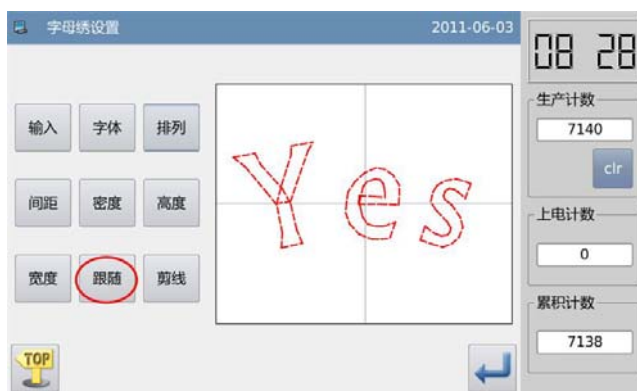 字母绣设置
2011-06-03
08 28
输入
字体
排列
间距
密度
高度
宽度
跟随
剪线
Yes
生产计数
7140
clr
上电计数
0
累积计数
7138
TOP